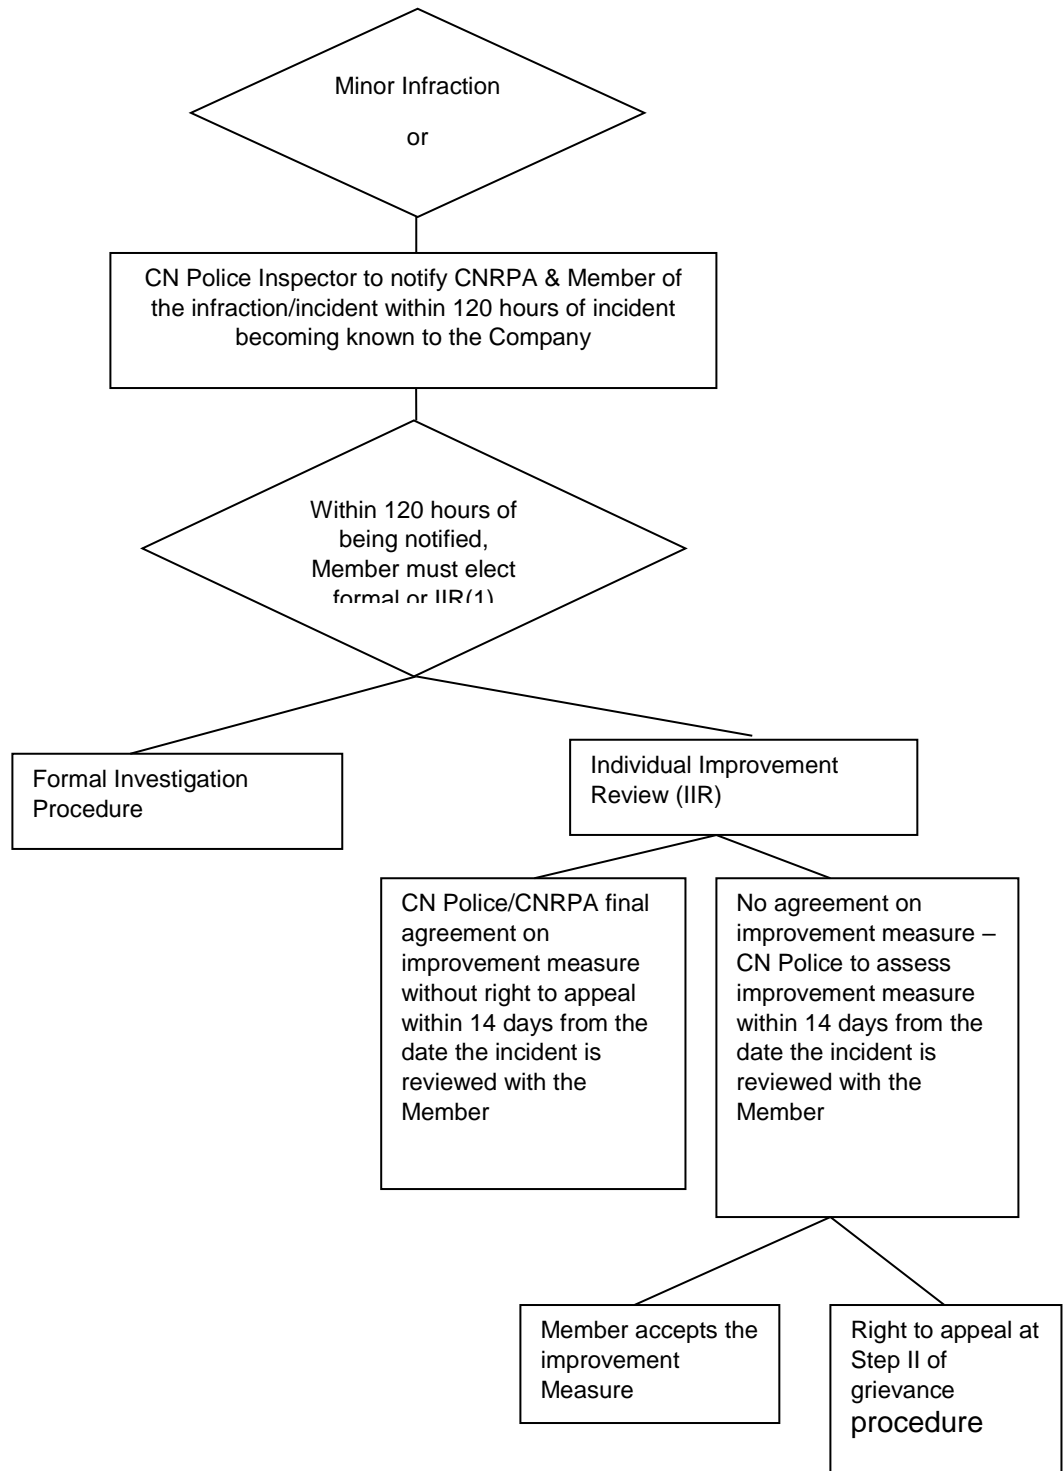 Minor Infraction
or
CN Police Inspector to notify CNRPA & Member of
the infraction/incident within 120 hours of incident
becoming known to the Company
Within 120 hours of
being notified,
Member must elect
formal or IIR(1)
Formal Investigation
Procedure
Individual Improvement
Review (IIR)
CN Police/CNRPA final
agreement on
improvement measure
without right to appeal
within 14 days from the
date the incident is
reviewed with the
Member
No agreement on
improvement measure –
CN Police to assess
improvement measure
within 14 days from the
date the incident is
reviewed with the
Member
Member accepts the
improvement
Measure
Right to appeal at
Step II of
grievance
procedure